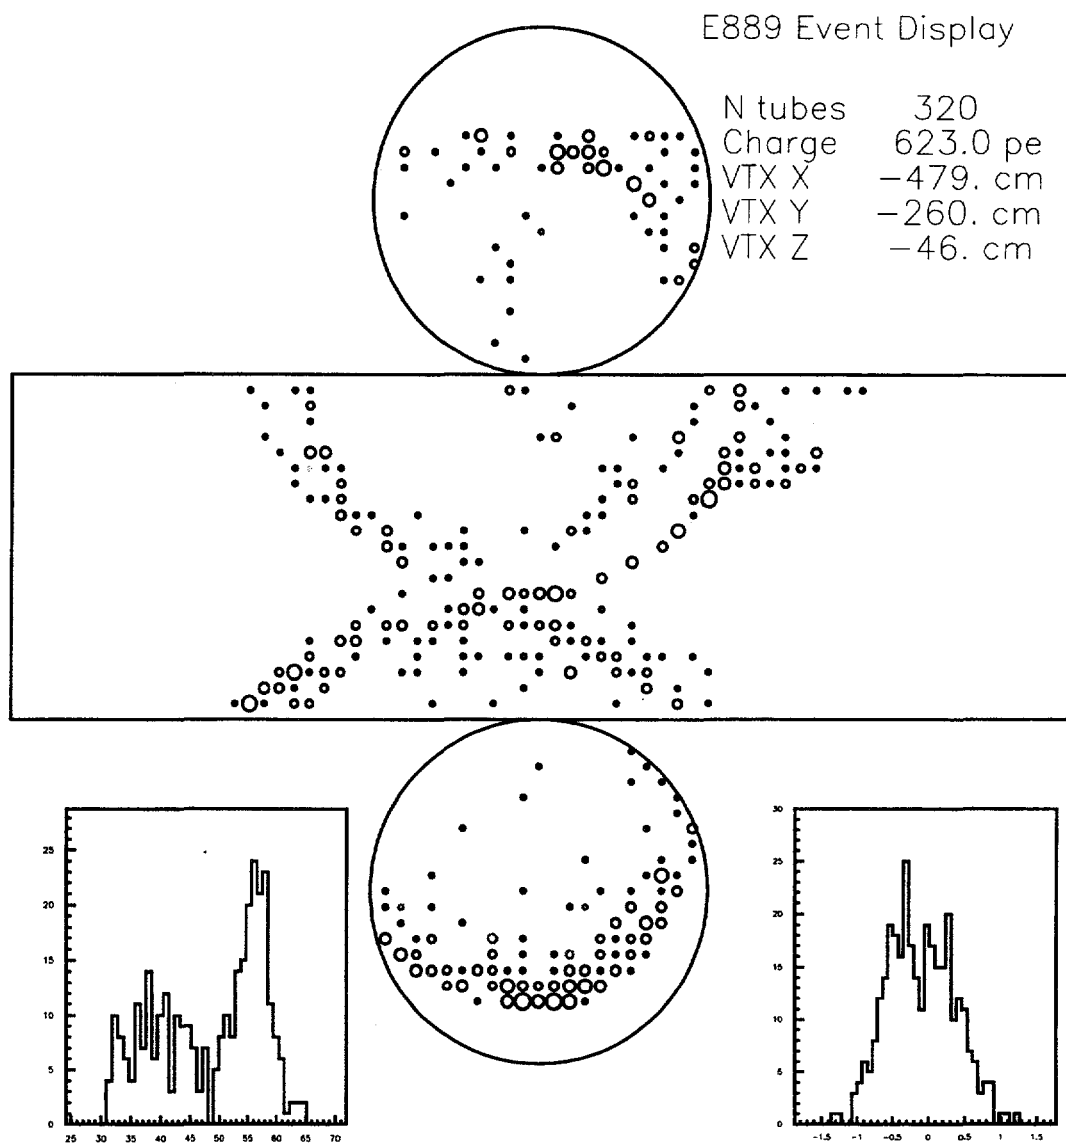 E889 Event Display
N tubes 320
Charge 623.0 pe
VTX X −479. cm
VTX Y −260. cm
VTX Z −46. cm
25
20
15
10
5
0
25 30 35 40 45 50 55 60 65 70
30
25
20
15
10
5
0
−1.5 −1 −0.5 0 0.5 1 1.5